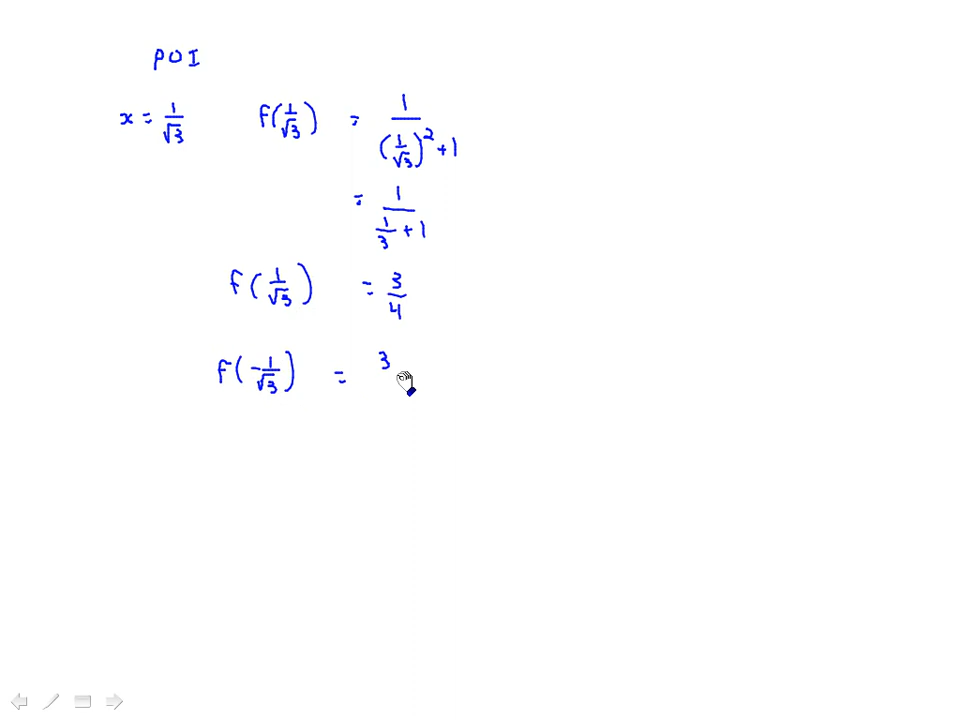 POI
x = 1/√3 f(1/√3) = 1/((1/√3)² + 1)
= 1/(1/3 + 1)
f(1/√3) = 3/4
f(-1/√3) = 3